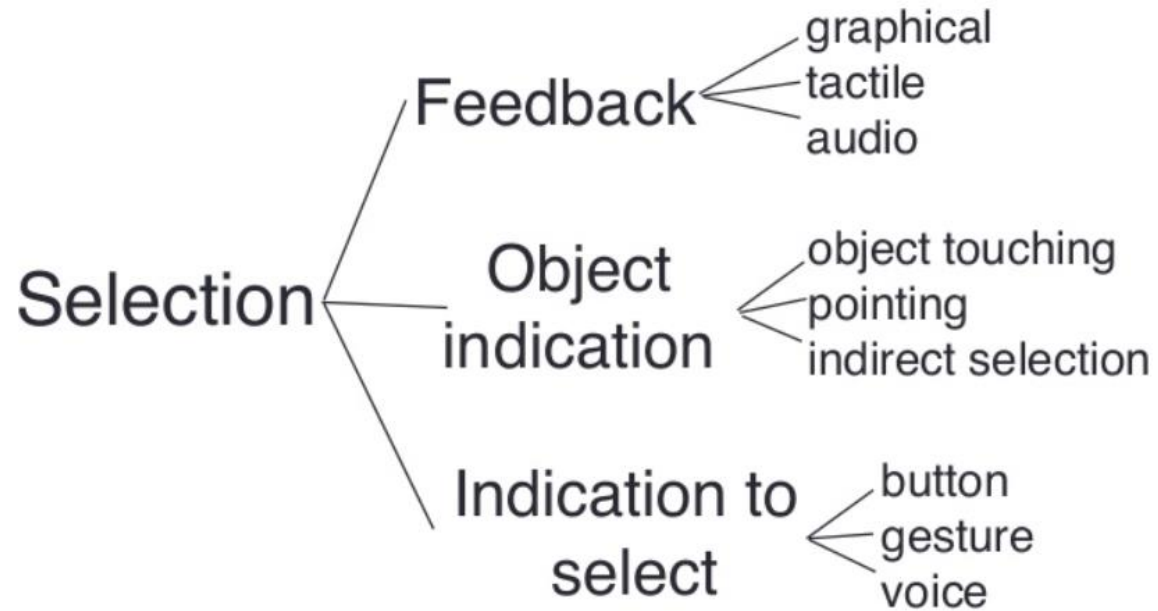 Selection
Feedback
graphical
tactile
audio
Object
indication
object touching
pointing
indirect selection
Indication to
select
button
gesture
voice